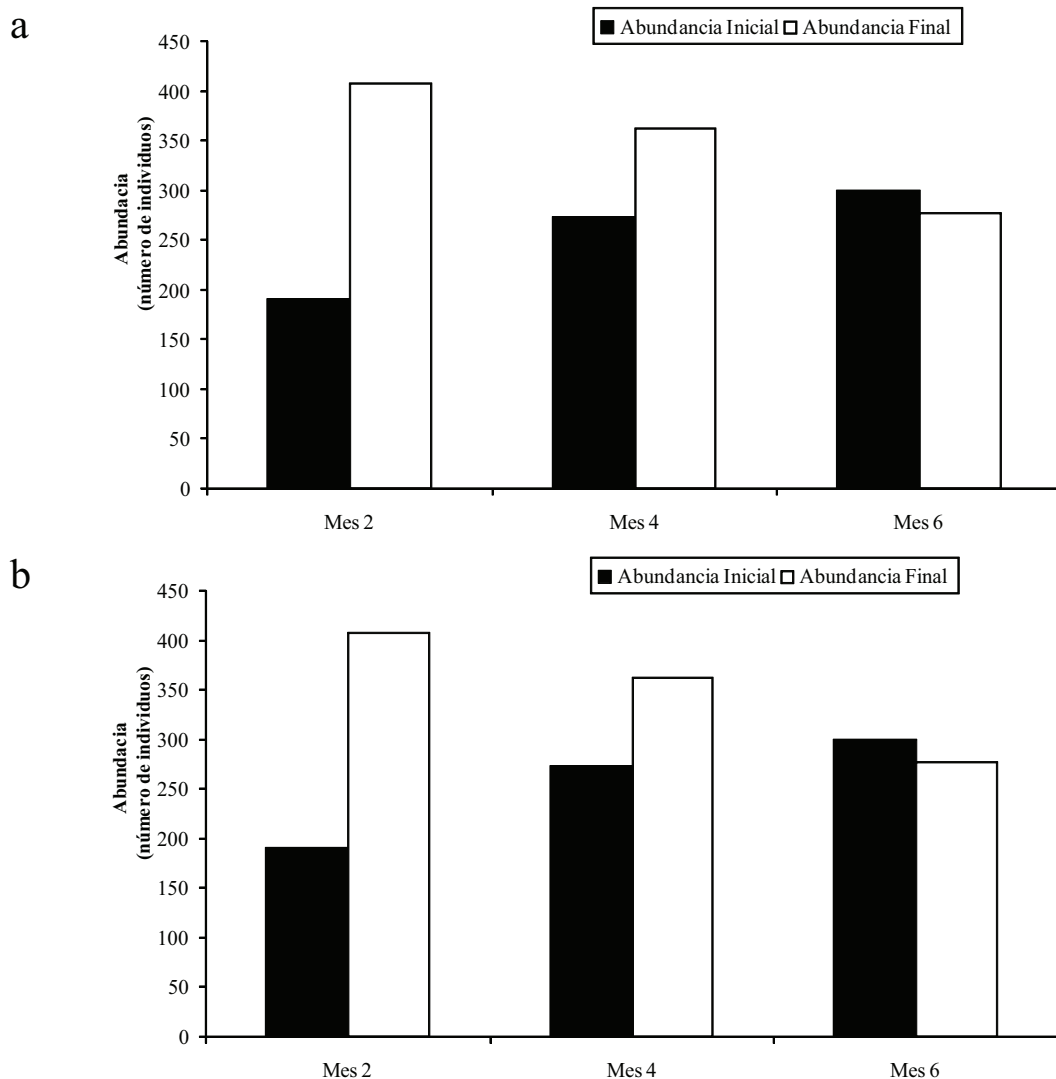 a
Abundancia Inicial Abundancia Final
450
400
350
300
250
200
150
100
50
0
Abundacia
(número de individuos)
Mes 2 Mes 4 Mes 6
b
Abundancia Inicial Abundancia Final
450
400
350
300
250
200
150
100
50
0
Abundacia
(número de individuos)
Mes 2 Mes 4 Mes 6